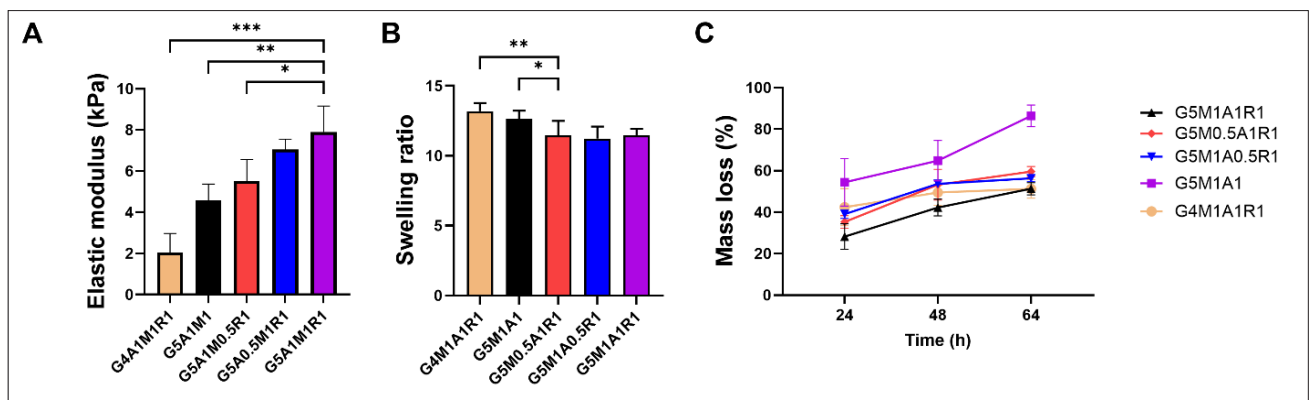 A
***
**
*
Elastic modulus (kPa)
10
8
6
4
2
0
G4A1M1R1
G5A1M1
G5A1M0.5R1
G5A0.5M1R1
G5A1M1R1
B
**
*
Swelling ratio
15
10
5
0
G4M1A1R1
G5M1A1
G5M0.5A1R1
G5M1A0.5R1
G5M1A1R1
C
Mass loss (%)
100
80
60
40
20
0
24
48
64
Time (h)
G5M1A1R1
G5M0.5A1R1
G5M1A0.5R1
G5M1A1
G4M1A1R1